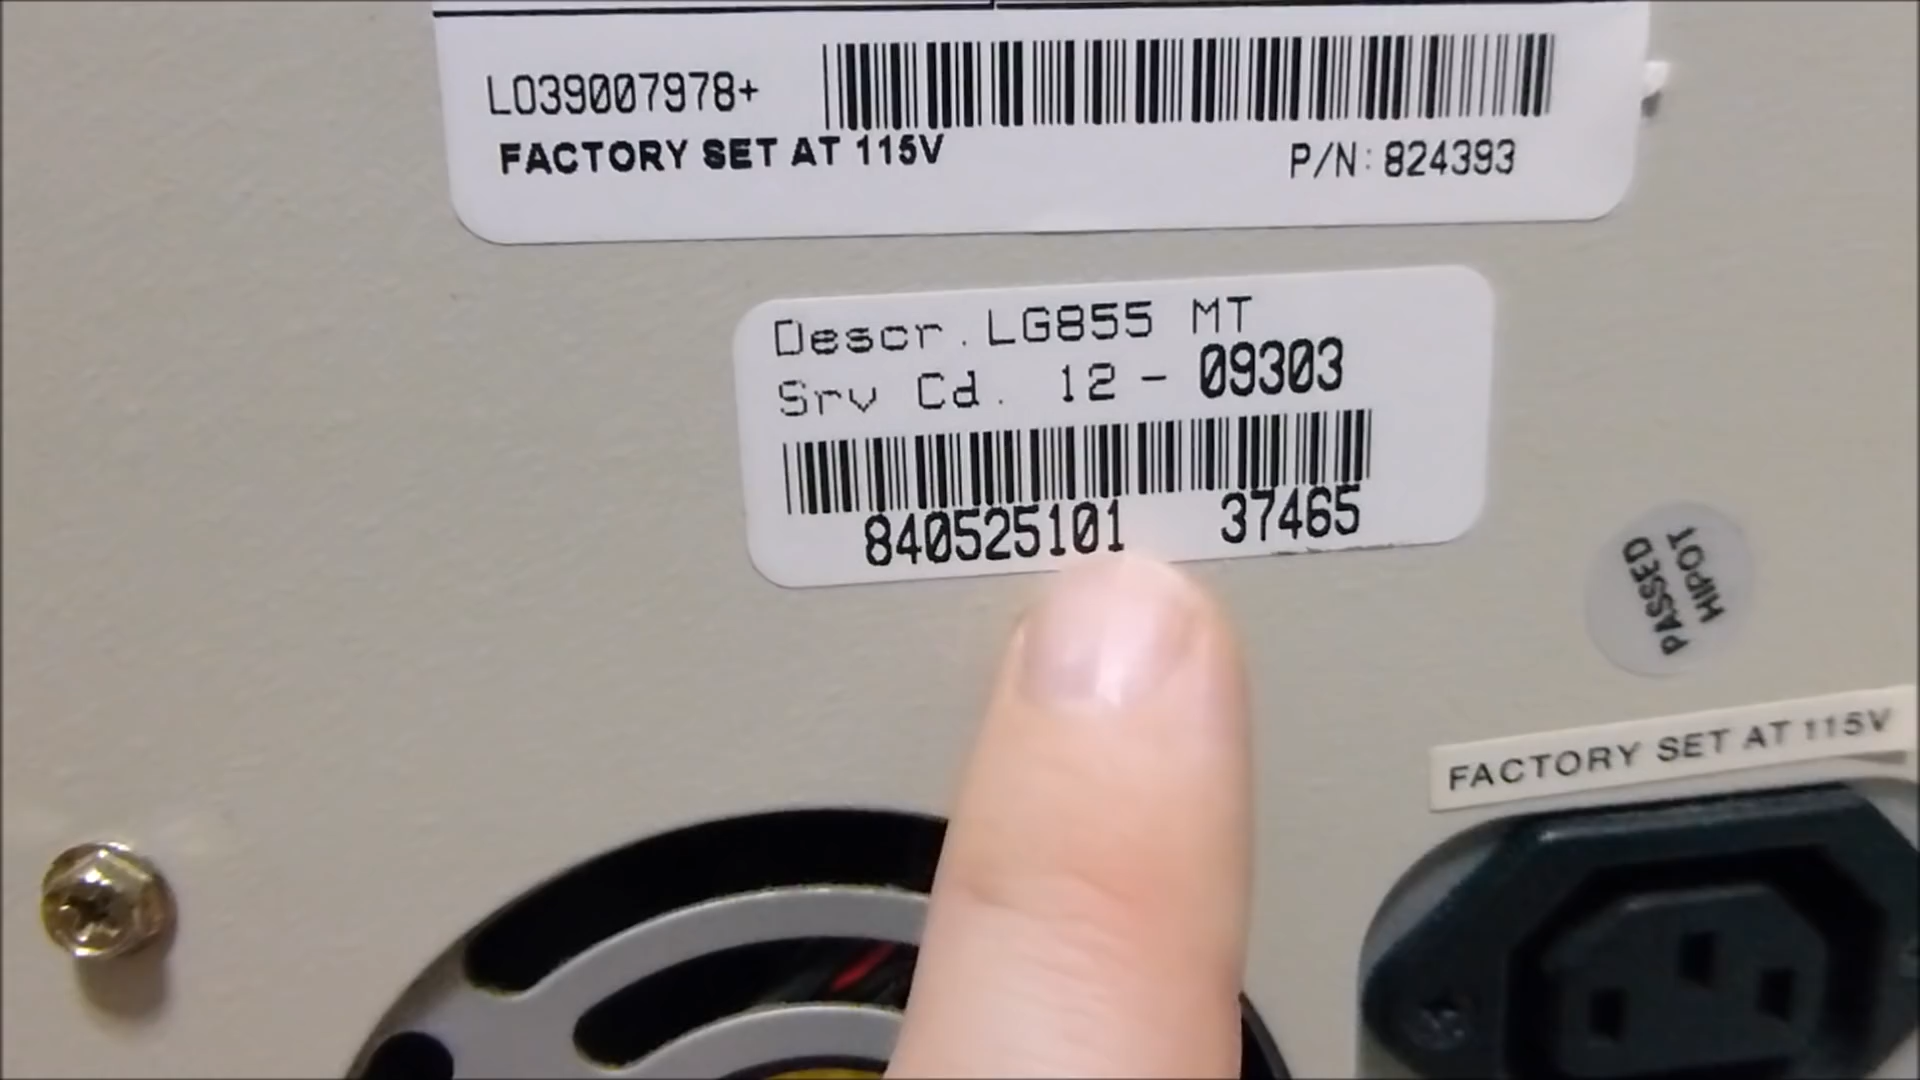 L039007978+
FACTORY SET AT 115V
P/N: 824393
Descr. LG855 MT
Srv Cd. 12 - 09303
840525101 37465
PASSED
HIPOT
FACTORY SET AT 115V